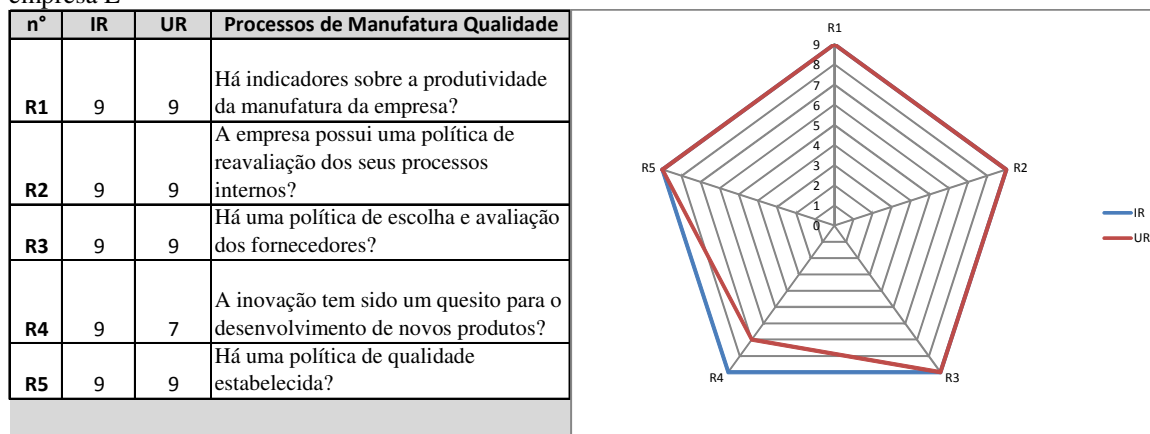 empresa E
n° IR UR Processos de Manufatura Qualidade
R1 9 9 Há indicadores sobre a produtividade
da manufatura da empresa?
R2 9 9 A empresa possui uma política de
reavaliação dos seus processos
internos?
R3 9 9 Há uma política de escolha e avaliação
dos fornecedores?
R4 9 7 A inovação tem sido um quesito para o
desenvolvimento de novos produtos?
R5 9 9 Há uma política de qualidade
estabelecida?
R1
9
8
7
6
5
4
3
2
1
0
R5
R2
R4
R3
IR
UR